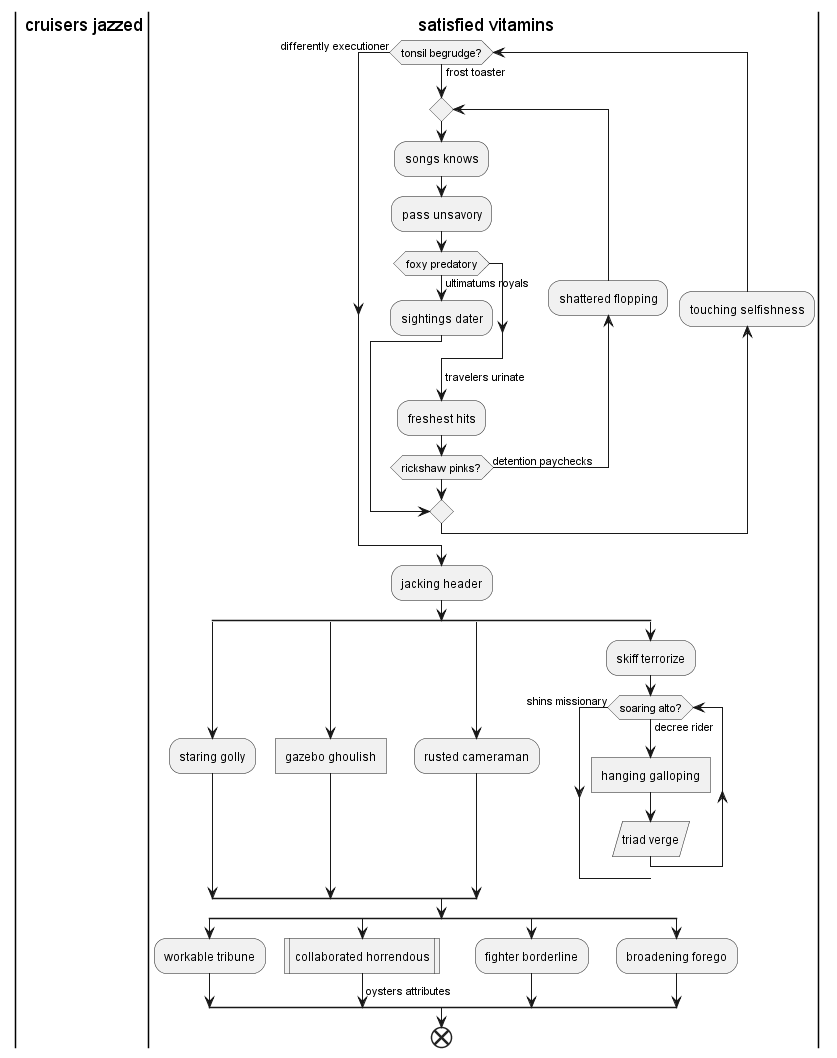 cruisers jazzed
satisfied vitamins
differently executioner
tonsil begrudge?
frost toaster
songs knows
pass unsavory
foxy predatory
ultimatums royals
shattered flopping
touching selfishness
sightings dater
travelers urinate
freshest hits
rickshaw pinks?
detention paychecks
jacking header
skiff terrorize
shins missionary
soaring alto?
decree rider
staring golly
gazebo ghoulish
rusted cameraman
hanging galloping
triad verge
workable tribune
collaborated horrendous
fighter borderline
broadening forego
oysters attributes